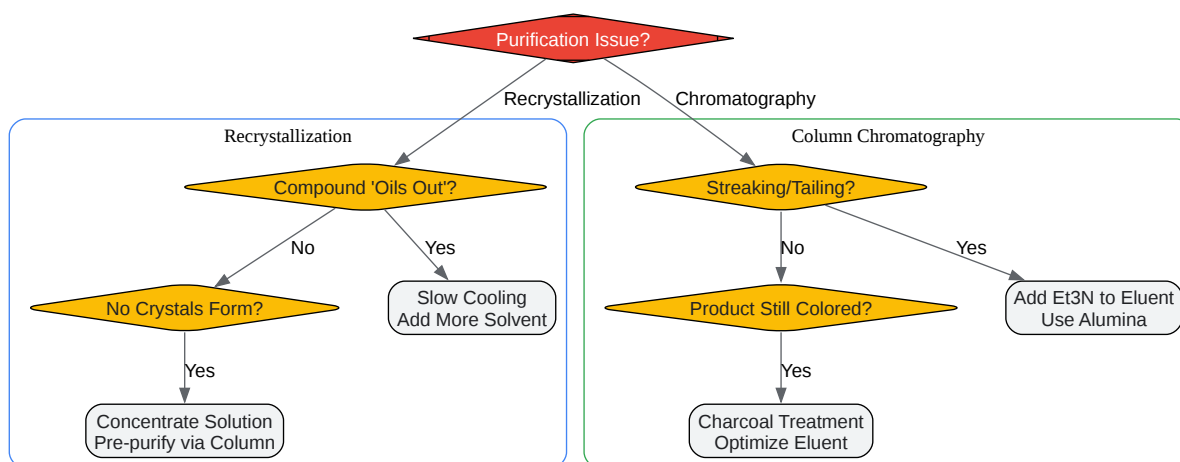 Purification Issue?
Recrystallization
Chromatography
Recrystallization
Column Chromatography
Compound 'Oils Out'?
Streaking/Tailing?
No
Yes
No
Yes
No Crystals Form?
Slow Cooling
Add More Solvent
Product Still Colored?
Add Et3N to Eluent
Use Alumina
Yes
Yes
Concentrate Solution
Pre-purify via Column
Charcoal Treatment
Optimize Eluent